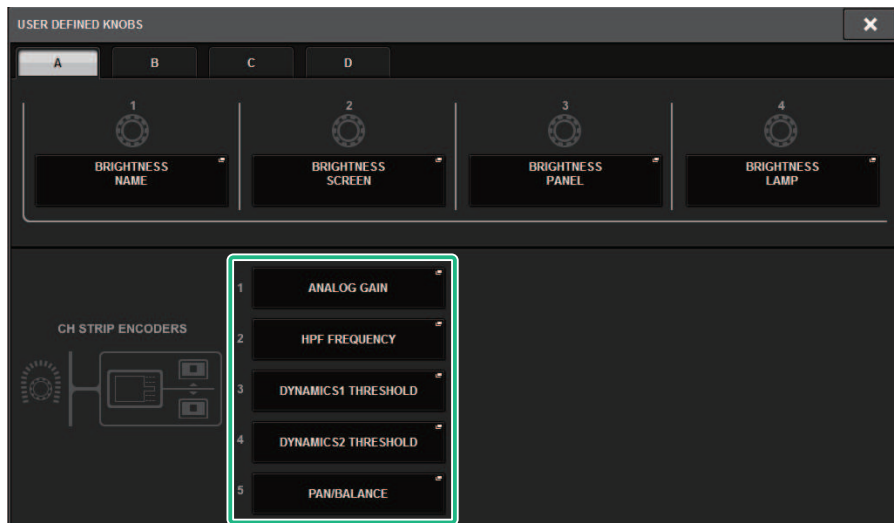 USER DEFINED KNOBS
A B C D
1 2 3 4
BRIGHTNESS
NAME
BRIGHTNESS
SCREEN
BRIGHTNESS
PANEL
BRIGHTNESS
LAMP
CH STRIP ENCODERS
1 ANALOG GAIN
2 HPF FREQUENCY
3 DYNAMICS1 THRESHOLD
4 DYNAMICS2 THRESHOLD
5 PAN/BALANCE